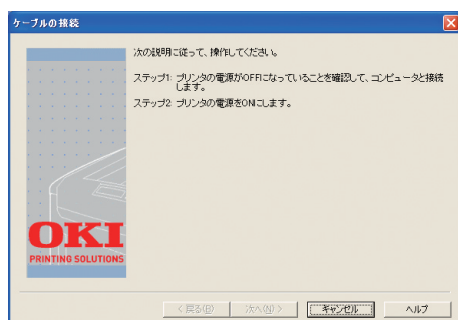 ケーブルの接続
次の説明に従って、操作してください。
ステップ1: プリンタの電源がOFFになっていることを確認して、コンピュータと接続
します。
ステップ2: プリンタの電源をONにします。
OKI
PRINTING SOLUTIONS
< 戻る(B) 次へ(N) > キャンセル ヘルプ